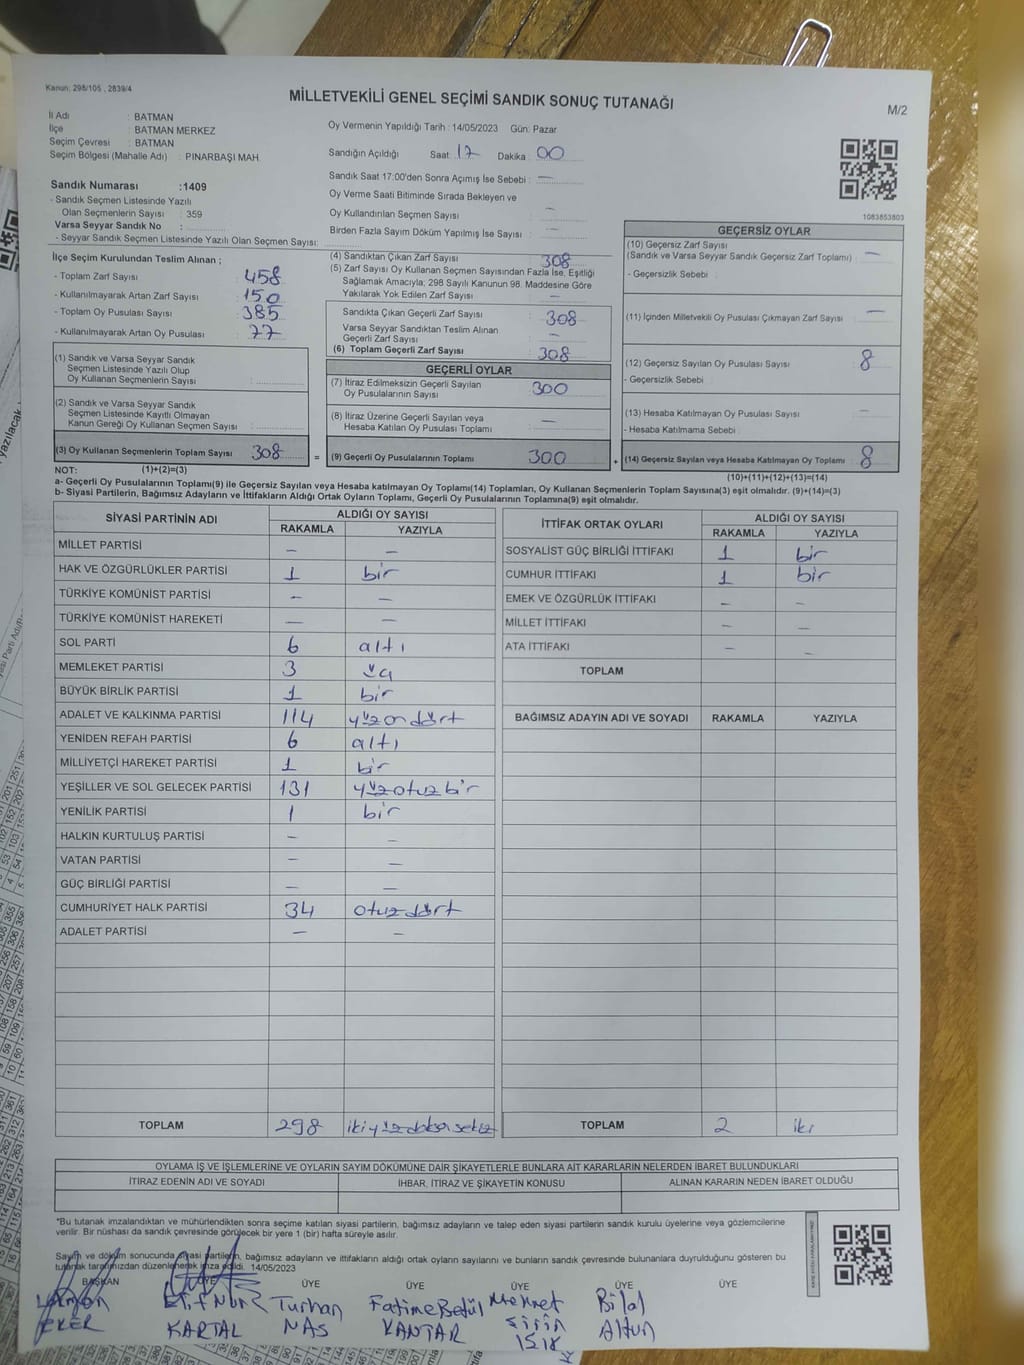 Kanun: 298/105 , 2839/4
MİLLETVEKİLİ GENEL SEÇİMİ SANDIK SONUÇ TUTANAĞI
M/2
İl Adı : BATMAN
İlçe : BATMAN MERKEZ
Seçim Çevresi : BATMAN
Seçim Bölgesi (Mahalle Adı) : PINARBAŞI MAH.
Sandık Numarası :1409
- Sandık Seçmen Listesinde Yazılı
Olan Seçmenlerin Sayısı : 359
Varsa Seyyar Sandık No :
- Seyyar Sandık Seçmen Listesinde Yazılı Olan Seçmen Sayısı:
Oy Vermenin Yapıldığı Tarih : 14/05/2023 Gün: Pazar
Sandığın Açıldığı Saat : 17 Dakika : 00
Sandık Saat 17:00'den Sonra Açımış İse Sebebi : —
Oy Verme Saati Bitiminde Sırada Bekleyen ve
Oy Kullandırılan Seçmen Sayısı : —
Birden Fazla Sayım Döküm Yapılmış İse Sayısı : —
1083853803
İlçe Seçim Kurulundan Teslim Alınan ;
- Toplam Zarf Sayısı : 458
- Kullanılmayarak Artan Zarf Sayısı : 150
- Toplam Oy Pusulası Sayısı : 385
- Kullanılmayarak Artan Oy Pusulası : 77
(1) Sandık ve Varsa Seyyar Sandık
Seçmen Listesinde Yazılı Olup
Oy Kullanan Seçmenlerin Sayısı :
(2) Sandık ve Varsa Seyyar Sandık
Seçmen Listesinde Kayıtlı Olmayan
Kanun Gereği Oy Kullanan Seçmen Sayısı :
(3) Oy Kullanan Seçmenlerin Toplam Sayısı : 308
(4) Sandıktan Çıkan Zarf Sayısı : 308
(5) Zarf Sayısı Oy Kullanan Seçmen Sayısından Fazla İse, Eşitliği
Sağlamak Amacıyla; 298 Sayılı Kanunun 98. Maddesine Göre
Yakılarak Yok Edilen Zarf Sayısı : —
Sandıkta Çıkan Geçerli Zarf Sayısı : 308
Varsa Seyyar Sandıktan Teslim Alınan
Geçerli Zarf Sayısı : —
(6) Toplam Geçerli Zarf Sayısı : 308
GEÇERLİ OYLAR
(7) İtiraz Edilmeksizin Geçerli Sayılan
Oy Pusulalarının Sayısı : 300
(8) İtiraz Üzerine Geçerli Sayılan veya
Hesaba Katılan Oy Pusulası Toplamı : —
= (9) Geçerli Oy Pusulalarının Toplamı : 300
GEÇERSİZ OYLAR
(10) Geçersiz Zarf Sayısı
(Sandık ve Varsa Seyyar Sandık Geçersiz Zarf Toplamı) : —
- Geçersizlik Sebebi :
(11) İçinden Milletvekili Oy Pusulası Çıkmayan Zarf Sayısı : —
(12) Geçersiz Sayılan Oy Pusulası Sayısı : 8
- Geçersizlik Sebebi :
(13) Hesaba Katılmayan Oy Pusulası Sayısı : —
- Hesaba Katılmama Sebebi :
+ (14) Geçersiz Sayılan veya Hesaba Katılmayan Oy Toplamı : 8
NOT: (1)+(2)=(3) (10)+(11)+(12)+(13)=(14)
a- Geçerli Oy Pusulalarının Toplamı(9) ile Geçersiz Sayılan veya Hesaba katılmayan Oy Toplamı(14) Toplamları, Oy Kullanan Seçmenlerin Toplam Sayısına(3) eşit olmalıdır. (9)+(14)=(3)
b- Siyasi Partilerin, Bağımsız Adayların ve İttifakların Aldığı Ortak Oyların Toplamı, Geçerli Oy Pusulalarının Toplamına(9) eşit olmalıdır.
SİYASİ PARTİNİN ADI ALDIĞI OY SAYISI
RAKAMLA YAZIYLA
MİLLET PARTİSİ — —
HAK VE ÖZGÜRLÜKLER PARTİSİ 1 bir
TÜRKİYE KOMÜNİST PARTİSİ — —
TÜRKİYE KOMÜNİST HAREKETİ — —
SOL PARTİ 6 altı
MEMLEKET PARTİSİ 3 üç
BÜYÜK BİRLİK PARTİSİ 1 bir
ADALET VE KALKINMA PARTİSİ 114 yüzondört
YENİDEN REFAH PARTİSİ 6 altı
MİLLİYETÇİ HAREKET PARTİSİ 1 bir
YEŞİLLER VE SOL GELECEK PARTİSİ 131 yüzotuzbir
YENİLİK PARTİSİ 1 bir
HALKIN KURTULUŞ PARTİSİ — —
VATAN PARTİSİ — —
GÜÇ BİRLİĞİ PARTİSİ — —
CUMHURİYET HALK PARTİSİ 34 otuzdört
ADALET PARTİSİ — —
TOPLAM 298 ikiyüzdoksansekiz
İTTİFAK ORTAK OYLARI ALDIĞI OY SAYISI
RAKAMLA YAZIYLA
SOSYALİST GÜÇ BİRLİĞİ İTTİFAKI 1 bir
CUMHUR İTTİFAKI 1 bir
EMEK VE ÖZGÜRLÜK İTTİFAKI — —
MİLLET İTTİFAKI — —
ATA İTTİFAKI — —
TOPLAM
BAĞIMSIZ ADAYIN ADI VE SOYADI RAKAMLA YAZIYLA
TOPLAM 2 iki
OYLAMA İŞ VE İŞLEMLERİNE VE OYLARIN SAYIM DÖKÜMÜNE DAİR ŞİKAYETLERLE BUNLARA AİT KARARLARIN NELERDEN İBARET BULUNDUKLARI
İTİRAZ EDENİN ADI VE SOYADI İHBAR, İTİRAZ VE ŞİKAYETİN KONUSU ALINAN KARARIN NEDEN İBARET OLDUĞU
"Bu tutanak imzalandıktan ve mühürlendikten sonra seçime katılan siyasi partilerin, bağımsız adayların ve talep eden siyasi partilerin sandık kurulu üyelerine veya gözlemcilerine
verilir. Bir nüshası da sandık çevresinde görülecek bir yere 1 (bir) hafta süreyle asılır.
Sayım ve döküm sonucunda siyasi partilerin, bağımsız adayların ve ittifakların aldığı ortak oyların sayılarını ve bunların sandık çevresinde bulunanlara duyrulduğunu gösteren bu
tutanak tarafımızdan düzenlenerek imza edildi. 14/05/2023
BAŞKAN ÜYE ÜYE ÜYE ÜYE ÜYE ÜYE
Elif Nur Turhan Fatime Betül Mehmet Bilal
KARTAL NAS KANTAR Şirin Altun
IŞIK